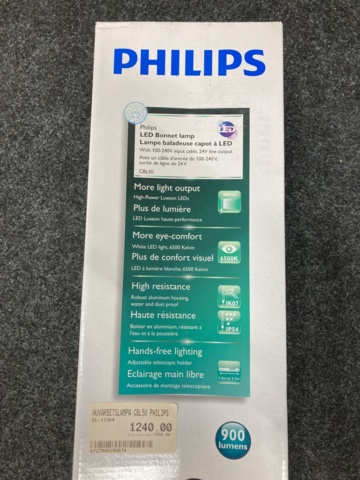 PHILIPS
Philips
LED Bonnet lamp
Lampe baladeuse capot à LED
With 100-240V input cable, 24V line output
Avec un câble d'entrée de 100-240V,
sortie de ligne de 24V
CBL50
LED
More light output
High-Power Luxeon LEDs
Plus de lumière
LED Luxeon haute-performance
More eye-comfort
White LED light, 6500 Kelvin
Plus de confort visuel
LED à lumière blanche, 6500 Kelvin
6500K
High resistance
Robust aluminum housing,
water and dust proof
Haute résistance
Boitier en aluminium, résistant à
l'eau et à la poussière
IK07
IP54
Hands-free lighting
Adjustable telescopic holder
Eclairage main libre
Accessoire de montage telescopique
HUVARBETSLAMPA CBL50 PHILIPS
1240.00
900
lumens